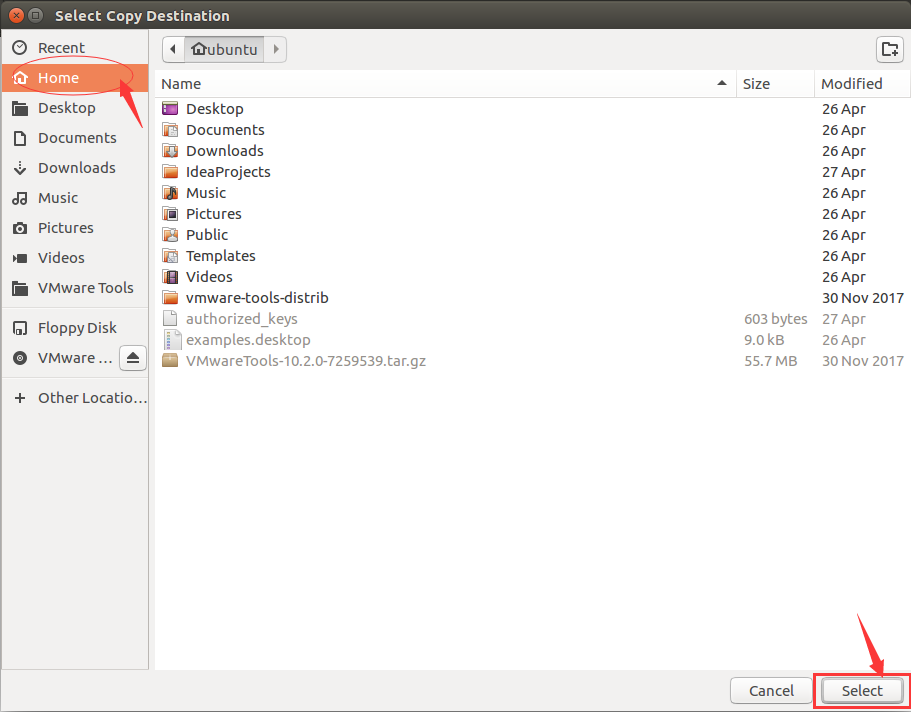 Select Copy Destination
Recent
Home
Desktop
Documents
Downloads
Music
Pictures
Videos
VMware Tools
Floppy Disk
VMware ...
Other Locatio...
ubuntu
Name Size Modified
Desktop 26 Apr
Documents 26 Apr
Downloads 26 Apr
IdeaProjects 27 Apr
Music 26 Apr
Pictures 26 Apr
Public 26 Apr
Templates 26 Apr
Videos 26 Apr
vmware-tools-distrib 30 Nov 2017
authorized_keys 603 bytes 27 Apr
examples.desktop 9.0 kB 26 Apr
VMwareTools-10.2.0-7259539.tar.gz 55.7 MB 30 Nov 2017
Cancel Select